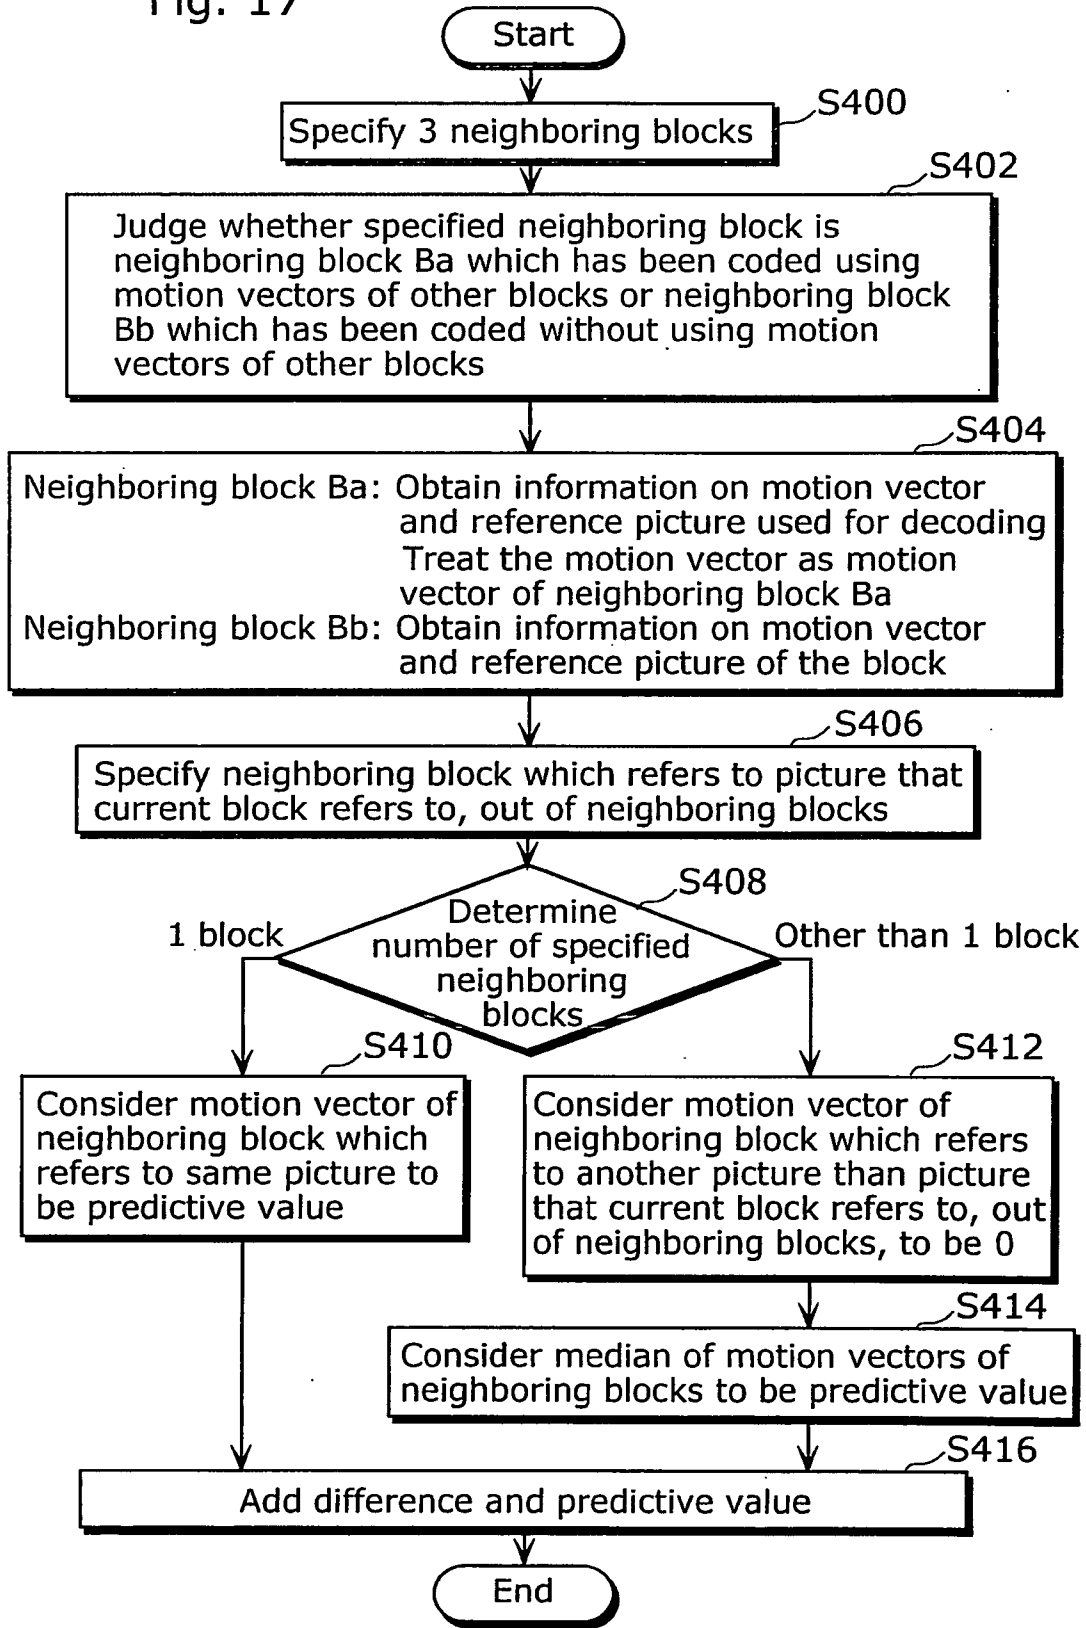 Fig. 17
Start
S400
Specify 3 neighboring blocks
S402
Judge whether specified neighboring block is
neighboring block Ba which has been coded using
motion vectors of other blocks or neighboring block
Bb which has been coded without using motion
vectors of other blocks
S404
Neighboring block Ba: Obtain information on motion vector
and reference picture used for decoding
Treat the motion vector as motion
vector of neighboring block Ba
Neighboring block Bb: Obtain information on motion vector
and reference picture of the block
S406
Specify neighboring block which refers to picture that
current block refers to, out of neighboring blocks
S408
Determine
number of specified
neighboring
blocks
1 block
Other than 1 block
S410
Consider motion vector of
neighboring block which
refers to same picture to
be predictive value
S412
Consider motion vector of
neighboring block which refers
to another picture than picture
that current block refers to, out
of neighboring blocks, to be 0
S414
Consider median of motion vectors of
neighboring blocks to be predictive value
S416
Add difference and predictive value
End